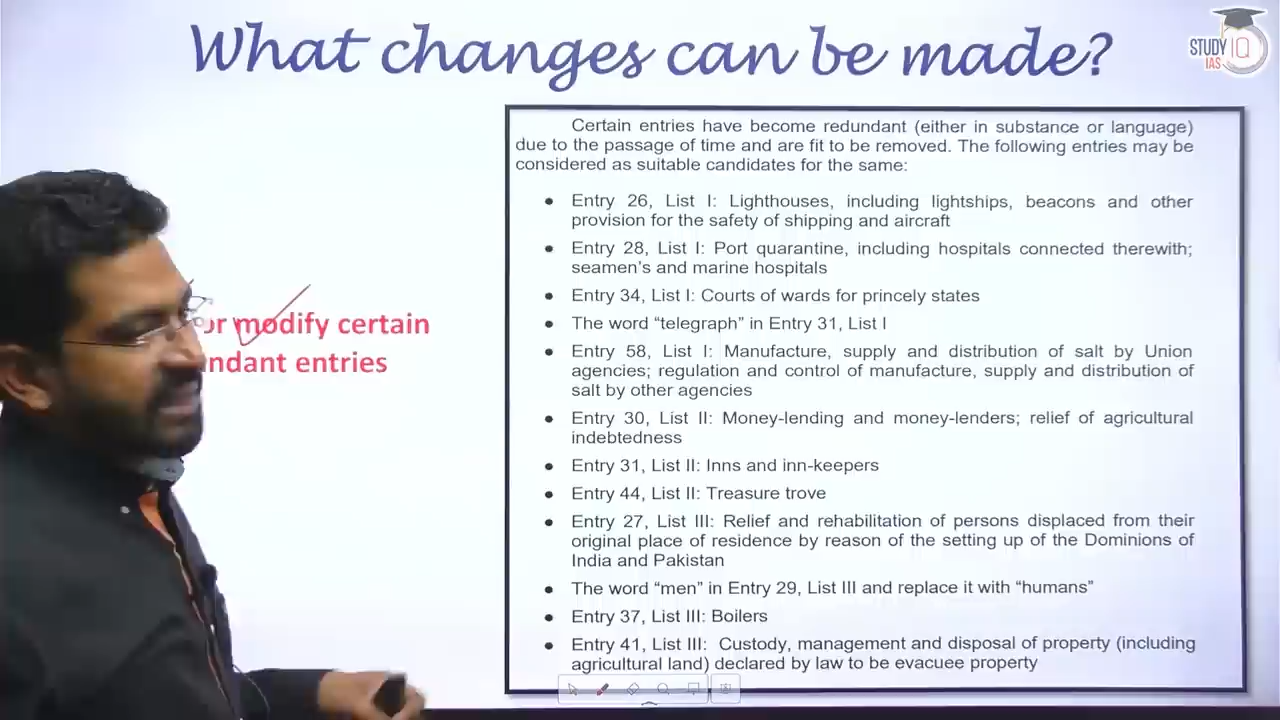 What changes can be made?
STUDY IQ
IAS
or modify certain
entries
Certain entries have become redundant (either in substance or language)
due to the passage of time and are fit to be removed. The following entries may be
considered as suitable candidates for the same:
• Entry 26, List I: Lighthouses, including lightships, beacons and other
provision for the safety of shipping and aircraft
• Entry 28, List I: Port quarantine, including hospitals connected therewith;
seamen's and marine hospitals
• Entry 34, List I: Courts of wards for princely states
• The word “telegraph” in Entry 31, List I
• Entry 58, List I: Manufacture, supply and distribution of salt by Union
agencies; regulation and control of manufacture, supply and distribution of
salt by other agencies
• Entry 30, List II: Money-lending and money-lenders; relief of agricultural
indebtedness
• Entry 31, List II: Inns and inn-keepers
• Entry 44, List II: Treasure trove
• Entry 27, List III: Relief and rehabilitation of persons displaced from their
original place of residence by reason of the setting up of the Dominions of
India and Pakistan
• The word “men” in Entry 29, List III and replace it with “humans”
• Entry 37, List III: Boilers
• Entry 41, List III: Custody, management and disposal of property (including
agricultural land) declared by law to be evacuee property